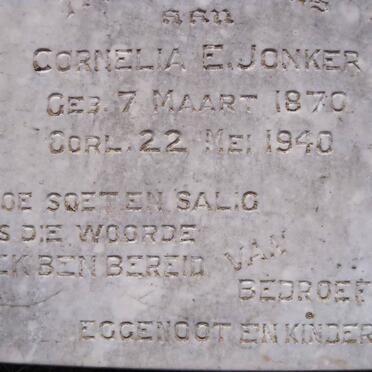 aan
CORNELIA E. JONKER
GEB. 7 MAART 1870.
OORL. 22 MEI 1940
SOET EN SALIG
DIE WOORDE
EK BEN BEREID
VAN
BEDROEF
EGGENOOT EN KINDER